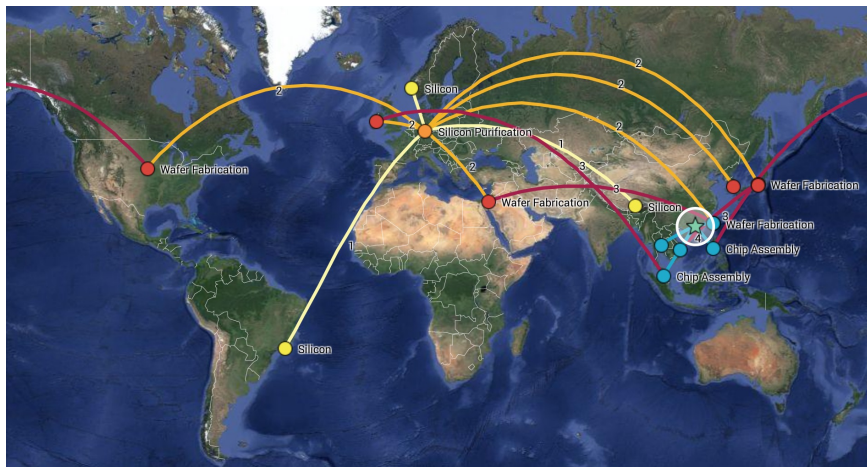 2
Silicon
2
Silicon Purification
2
2
2
1
3
2
Wafer Fabrication
3
Wafer Fabrication
Wafer Fabrication
Silicon
3
Wafer Fabrication
4
1
Chip Assembly
Chip Assembly
Silicon